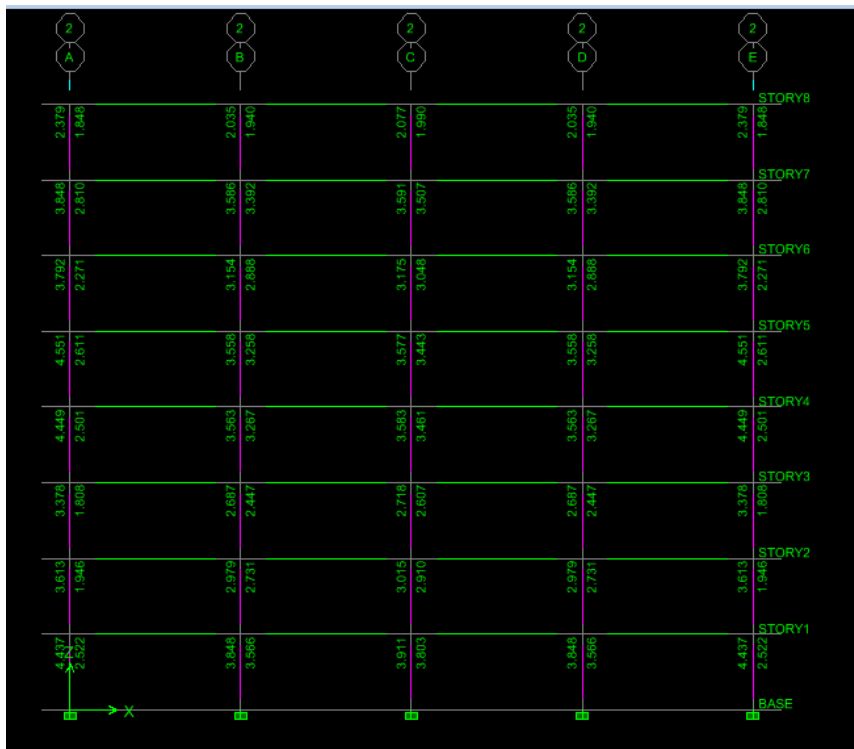 2 2 2 2 2
A B C D E
STORY8
2.379 1.848 2.035 1.940 2.077 1.990 2.035 1.940 2.379 1.848
STORY7
3.848 2.810 3.586 3.392 3.591 3.507 3.586 3.392 3.848 2.810
STORY6
3.792 2.271 3.154 2.888 3.175 3.048 3.154 2.888 3.792 2.271
STORY5
4.551 2.611 3.558 3.258 3.577 3.443 3.558 3.258 4.551 2.611
STORY4
4.449 2.501 3.563 3.267 3.583 3.461 3.563 3.267 4.449 2.501
STORY3
3.378 1.808 2.687 2.447 2.718 2.607 2.687 2.447 3.378 1.808
STORY2
3.613 1.946 2.979 2.731 3.015 2.910 2.979 2.731 3.613 1.946
STORY1
4.437 2.522 3.848 3.566 3.911 3.803 3.848 3.566 4.437 2.522
Z
X
BASE